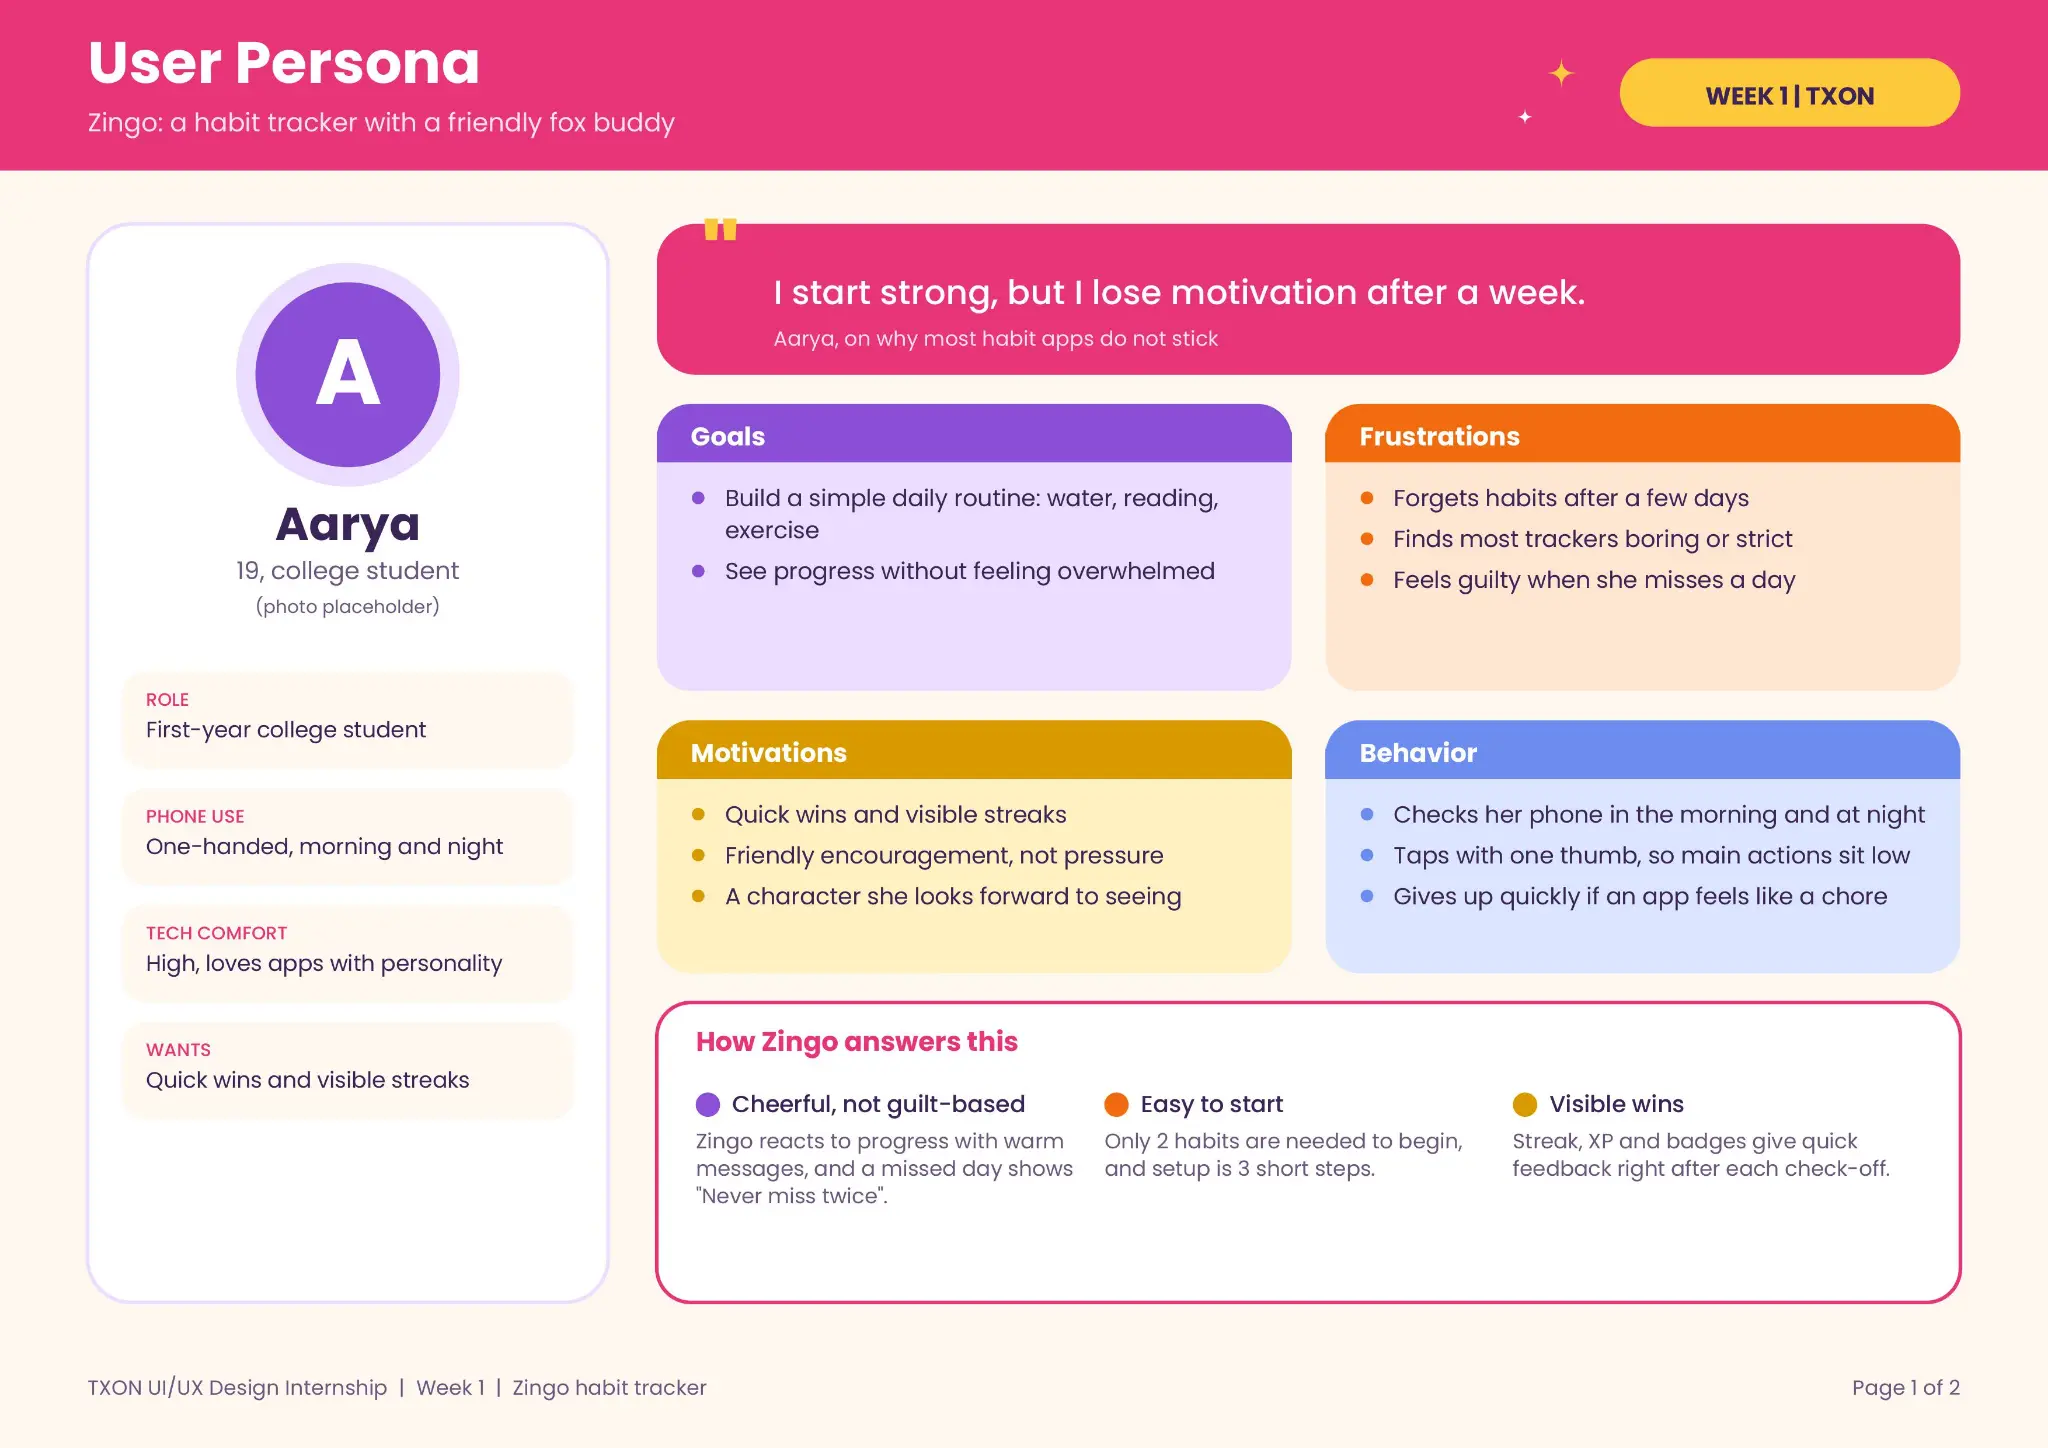 User Persona
Zingo: a habit tracker with a friendly fox buddy
WEEK 1 | TXON
A
Aarya
19, college student
(photo placeholder)
ROLE
First-year college student
PHONE USE
One-handed, morning and night
TECH COMFORT
High, loves apps with personality
WANTS
Quick wins and visible streaks
"
I start strong, but I lose motivation after a week.
Aarya, on why most habit apps do not stick
Goals
Build a simple daily routine: water, reading,
exercise
See progress without feeling overwhelmed
Frustrations
Forgets habits after a few days
Finds most trackers boring or strict
Feels guilty when she misses a day
Motivations
Quick wins and visible streaks
Friendly encouragement, not pressure
A character she looks forward to seeing
Behavior
Checks her phone in the morning and at night
Taps with one thumb, so main actions sit low
Gives up quickly if an app feels like a chore
How Zingo answers this
Cheerful, not guilt-based
Zingo reacts to progress with warm
messages, and a missed day shows
"Never miss twice".
Easy to start
Only 2 habits are needed to begin,
and setup is 3 short steps.
Visible wins
Streak, XP and badges give quick
feedback right after each check-off.
TXON UI/UX Design Internship | Week 1 | Zingo habit tracker
Page 1 of 2